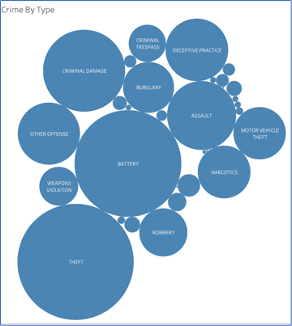 Crime By Type
CRIMINAL
TRESPASS
DECEPTIVE PRACTICE
CRIMINAL DAMAGE
BURGLARY
ASSAULT
OTHER OFFENSE
MOTOR VEHICLE
THEFT
BATTERY
NARCOTICS
WEAPONS
VIOLATION
ROBBERY
THEFT